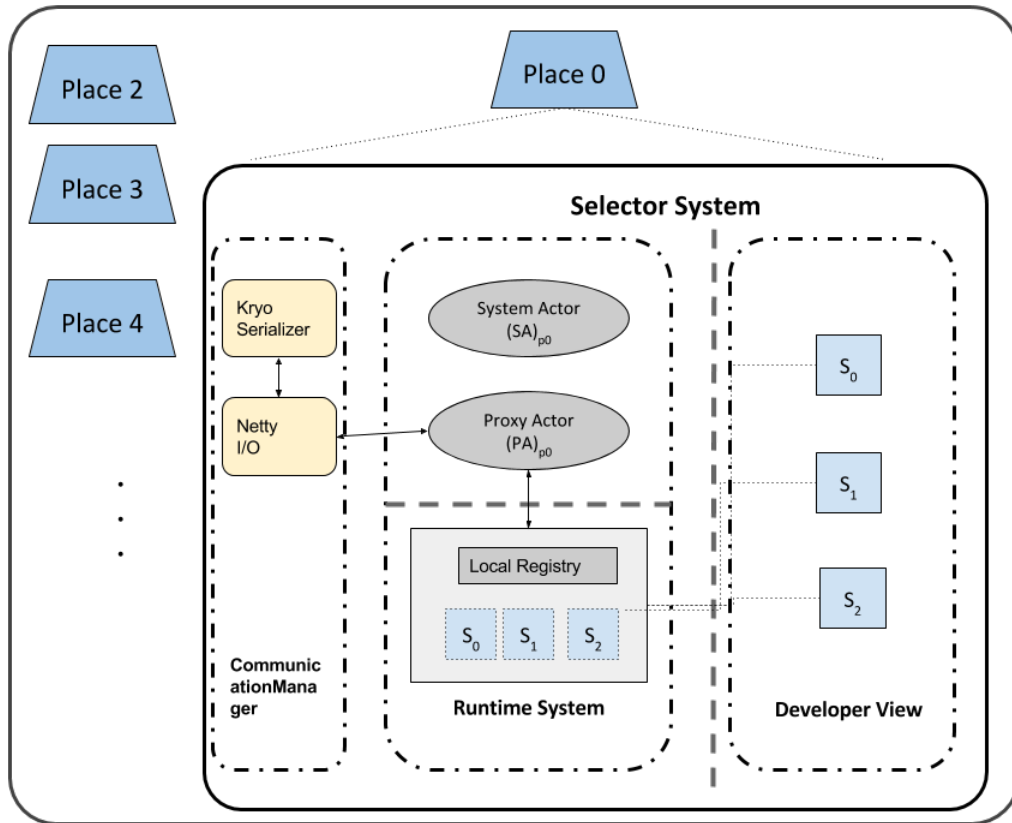 Place 2
Place 0
Place 3
Place 4
Selector System
Kryo
Serializer
Netty
I/O
Communic
ationMana
ger
System Actor
(SA)p0
Proxy Actor
(PA)p0
Local Registry
S0
S1
S2
Runtime System
S0
S1
S2
Developer View